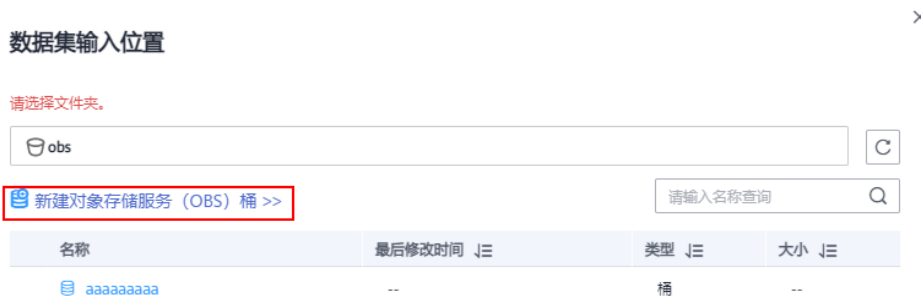 数据集输入位置
请选择文件夹。
obs
新建对象存储服务（OBS）桶 >>
请输入名称查询
名称 最后修改时间 类型 大小
aaaaaaaaa -- 桶 --